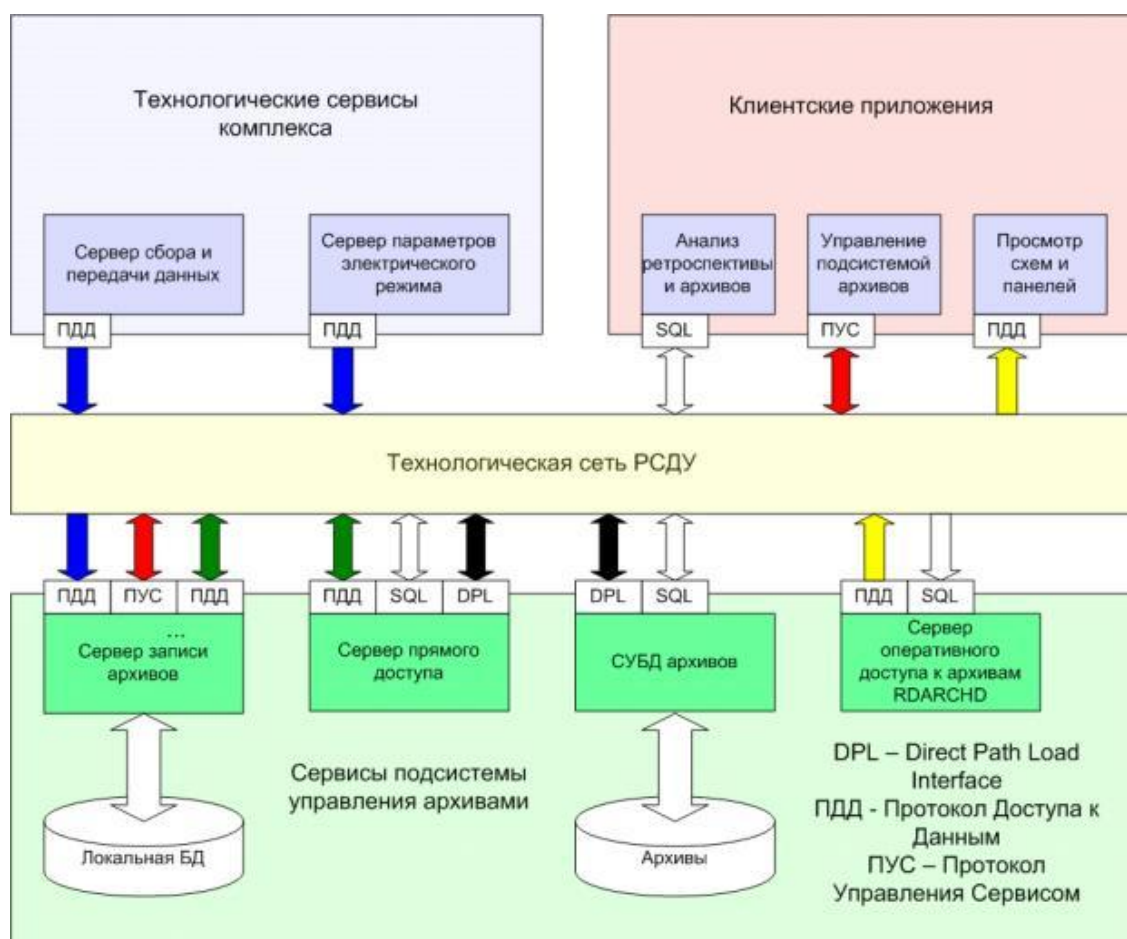 Технологические сервисы
комплекса
Клиентские приложения
Сервер сбора и
передачи данных
Сервер параметров
электрического
режима
Анализ
ретроспективы
и архивов
Управление
подсистемой
архивов
Просмотр
схем и
панелей
ПДД
ПДД
SQL
ПУС
ПДД
Технологическая сеть РСДУ
ПДД
ПУС
ПДД
ПДД
SQL
DPL
DPL
SQL
ПДД
SQL
...
Сервер записи
архивов
Сервер прямого
доступа
СУБД архивов
Сервер
оперативного
доступа к архивам
RDARCHD
Сервисы подсистемы
управления архивами
Локальная БД
Архивы
DPL – Direct Path Load
Interface
ПДД - Протокол Доступа к
Данным
ПУС – Протокол
Управления Сервисом